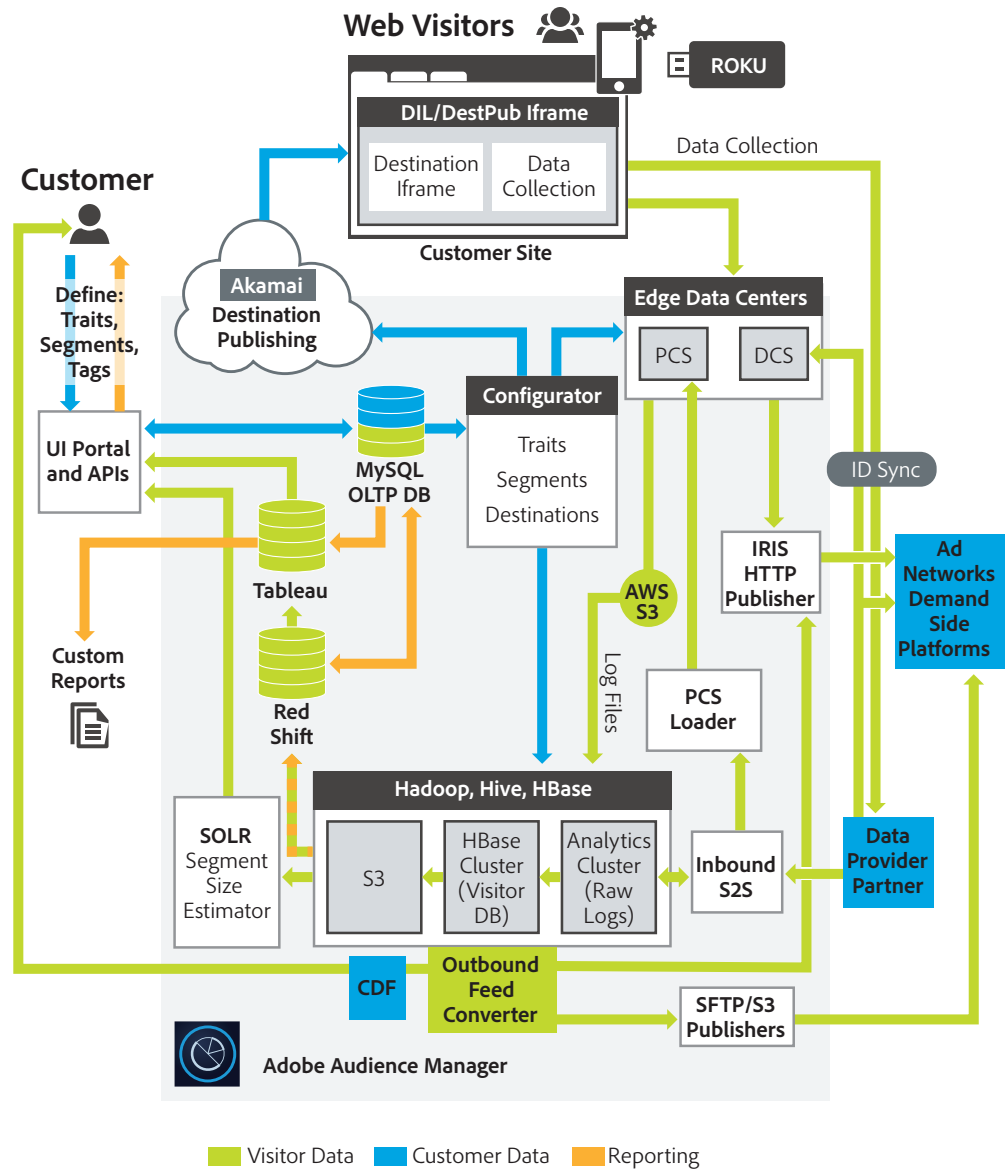 Web Visitors
ROKU
DIL/DestPub Iframe
Destination
Iframe
Data
Collection
Customer Site
Data Collection
Customer
Define:
Traits,
Segments,
Tags
Akamai
Destination
Publishing
Edge Data Centers
PCS
DCS
UI Portal
and APIs
MySQL
OLTP DB
Configurator
Traits
Segments
Destinations
ID Sync
Tableau
AWS
S3
IRIS
HTTP
Publisher
Ad
Networks
Demand
Side
Platforms
Custom
Reports
Red
Shift
Log Files
PCS
Loader
Hadoop, Hive, HBase
SOLR
Segment
Size
Estimator
S3
HBase
Cluster
(Visitor
DB)
Analytics
Cluster
(Raw
Logs)
Inbound
S2S
Data
Provider
Partner
CDF
Outbound
Feed
Converter
SFTP/S3
Publishers
Adobe Audience Manager
Visitor Data
Customer Data
Reporting